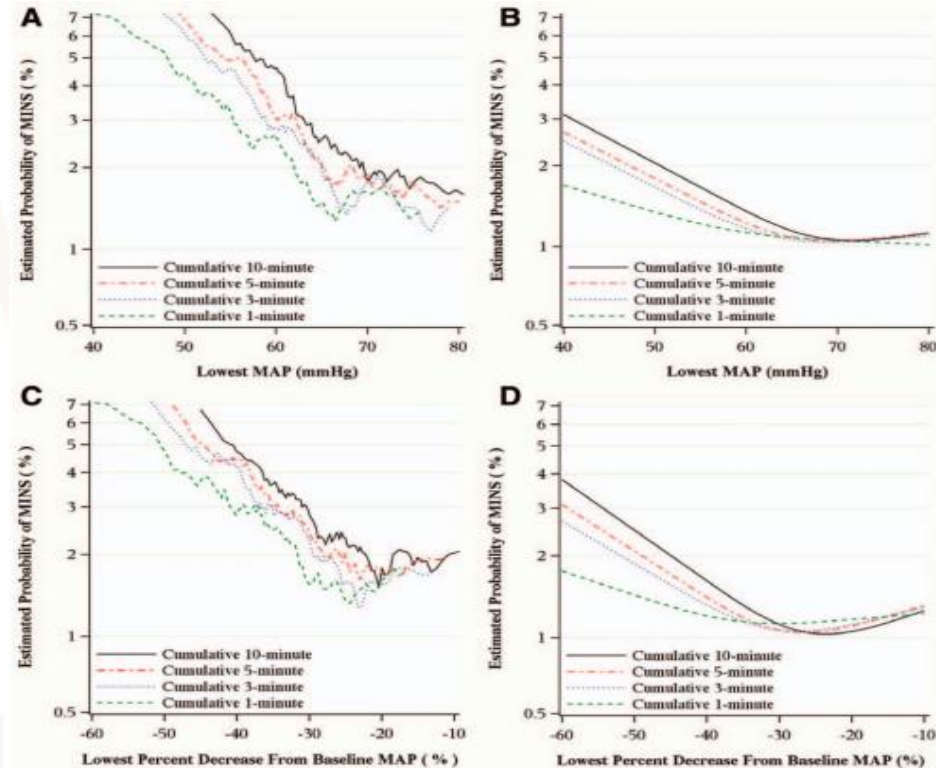 A
Estimated Probability of MINS ( % )
7
6
5
4
3
2
1
0.5
Cumulative 10-minute
Cumulative 5-minute
Cumulative 3-minute
Cumulative 1-minute
40 50 60 70 80
Lowest MAP (mmHg)
B
Estimated Probability of MINS ( % )
7
6
5
4
3
2
1
0.5
Cumulative 10-minute
Cumulative 5-minute
Cumulative 3-minute
Cumulative 1-minute
40 50 60 70 80
Lowest MAP (mmHg)
C
Estimated Probability of MINS ( % )
7
6
5
4
3
2
1
0.5
Cumulative 10-minute
Cumulative 5-minute
Cumulative 3-minute
Cumulative 1-minute
-60 -50 -40 -30 -20 -10
Lowest Percent Decrease From Baseline MAP ( % )
D
Estimated Probability of MINS ( % )
7
6
5
4
3
2
1
0.5
Cumulative 10-minute
Cumulative 5-minute
Cumulative 3-minute
Cumulative 1-minute
-60 -50 -40 -30 -20 -10
Lowest Percent Decrease From Baseline MAP (%)